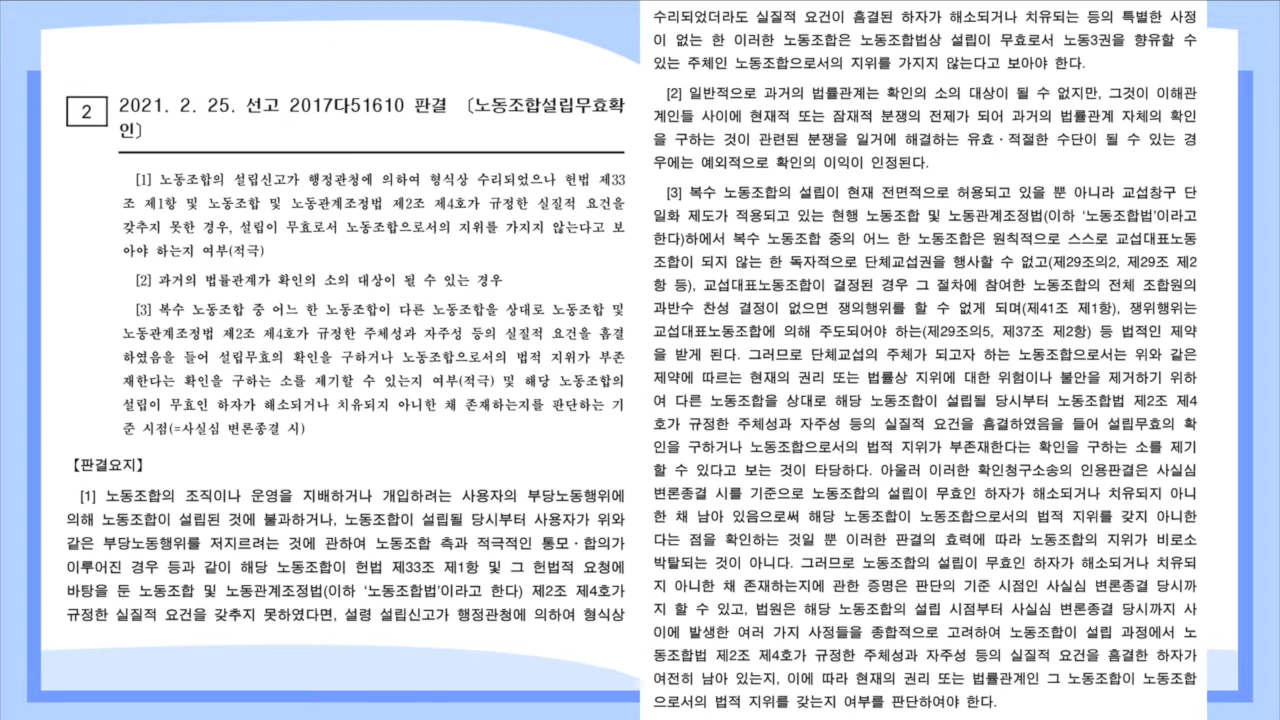 2
2021. 2. 25. 선고 2017다51610 판결 〔노동조합설립무효확
인〕
[1] 노동조합의 설립신고가 행정관청에 의하여 형식상 수리되었으나 헌법 제33
조 제1항 및 노동조합 및 노동관계조정법 제2조 제4호가 규정한 실질적 요건을
갖추지 못한 경우, 설립이 무효로서 노동조합으로서의 지위를 가지지 않는다고 보
아야 하는지 여부(적극)
[2] 과거의 법률관계가 확인의 소의 대상이 될 수 있는 경우
[3] 복수 노동조합 중 어느 한 노동조합이 다른 노동조합을 상대로 노동조합 및
노동관계조정법 제2조 제4호가 규정한 주체성과 자주성 등의 실질적 요건을 흠결
하였음을 들어 설립무효의 확인을 구하거나 노동조합으로서의 법적 지위가 부존
재한다는 확인을 구하는 소를 제기할 수 있는지 여부(적극) 및 해당 노동조합의
설립이 무효인 하자가 해소되거나 치유되지 아니한 채 존재하는지를 판단하는 기
준 시점(=사실심 변론종결 시)
【판결요지】
[1] 노동조합의 조직이나 운영을 지배하거나 개입하려는 사용자의 부당노동행위에
의해 노동조합이 설립된 것에 불과하거나, 노동조합이 설립될 당시부터 사용자가 위와
같은 부당노동행위를 저지르려는 것에 관하여 노동조합 측과 적극적인 통모·합의가
이루어진 경우 등과 같이 해당 노동조합이 헌법 제33조 제1항 및 그 헌법적 요청에
바탕을 둔 노동조합 및 노동관계조정법(이하 '노동조합법'이라고 한다) 제2조 제4호가
규정한 실질적 요건을 갖추지 못하였다면, 설령 설립신고가 행정관청에 의하여 형식상
수리되었더라도 실질적 요건이 흠결된 하자가 해소되거나 치유되는 등의 특별한 사정
이 없는 한 이러한 노동조합은 노동조합법상 설립이 무효로서 노동3권을 향유할 수
있는 주체인 노동조합으로서의 지위를 가지지 않는다고 보아야 한다.
[2] 일반적으로 과거의 법률관계는 확인의 소의 대상이 될 수 없지만, 그것이 이해관
계인들 사이에 현재적 또는 잠재적 분쟁의 전제가 되어 과거의 법률관계 자체의 확인
을 구하는 것이 관련된 분쟁을 일거에 해결하는 유효·적절한 수단이 될 수 있는 경
우에는 예외적으로 확인의 이익이 인정된다.
[3] 복수 노동조합의 설립이 현재 전면적으로 허용되고 있을 뿐 아니라 교섭창구 단
일화 제도가 적용되고 있는 현행 노동조합 및 노동관계조정법(이하 '노동조합법'이라고
한다)하에서 복수 노동조합 중의 어느 한 노동조합은 원칙적으로 스스로 교섭대표노동
조합이 되지 않는 한 독자적으로 단체교섭권을 행사할 수 없고(제29조의2, 제29조 제2
항 등), 교섭대표노동조합이 결정된 경우 그 절차에 참여한 노동조합의 전체 조합원의
과반수 찬성 결정이 없으면 쟁의행위를 할 수 없게 되며(제41조 제1항), 쟁위행위는
교섭대표노동조합에 의해 주도되어야 하는(제29조의5, 제37조 제2항) 등 법적인 제약
을 받게 된다. 그러므로 단체교섭의 주체가 되고자 하는 노동조합으로서는 위와 같은
제약에 따르는 현재의 권리 또는 법률상 지위에 대한 위험이나 불안을 제거하기 위하
여 다른 노동조합을 상대로 해당 노동조합이 설립될 당시부터 노동조합법 제2조 제4
호가 규정한 주체성과 자주성 등의 실질적 요건을 흠결하였음을 들어 설립무효의 확
인을 구하거나 노동조합으로서의 법적 지위가 부존재한다는 확인을 구하는 소를 제기
할 수 있다고 보는 것이 타당하다. 아울러 이러한 확인청구소송의 인용판결은 사실심
변론종결 시를 기준으로 노동조합의 설립이 무효인 하자가 해소되거나 치유되지 아니
한 채 남아 있음으로써 해당 노동조합이 노동조합으로서의 법적 지위를 갖지 아니한
다는 점을 확인하는 것일 뿐 이러한 판결의 효력에 따라 노동조합의 지위가 비로소
박탈되는 것이 아니다. 그러므로 노동조합의 설립이 무효인 하자가 해소되거나 치유되
지 아니한 채 존재하는지에 관한 증명은 판단의 기준 시점인 사실심 변론종결 당시까
지 할 수 있고, 법원은 해당 노동조합의 설립 시점부터 사실심 변론종결 당시까지 사
이에 발생한 여러 가지 사정들을 종합적으로 고려하여 노동조합이 설립 과정에서 노
동조합법 제2조 제4호가 규정한 주체성과 자주성 등의 실질적 요건을 흠결한 하자가
여전히 남아 있는지, 이에 따라 현재의 권리 또는 법률관계인 그 노동조합이 노동조합
으로서의 법적 지위를 갖는지 여부를 판단하여야 한다.